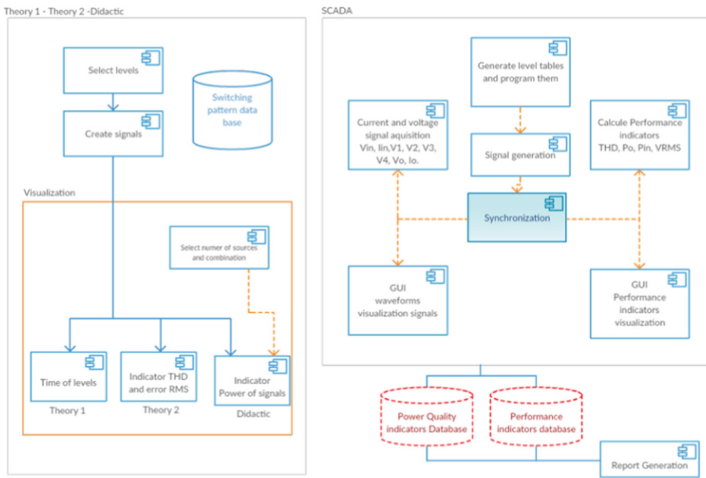 Theory 1 - Theory 2 -Didactic
Select levels
Switching
pattern data
base
Create signals
Visualization
Select numer of sources
and combination
Time of levels
Theory 1
Indicator THD
and error RMS
Theory 2
Indicator
Power of signals
Didactic
SCADA
Generate level tables
and program them
Current and voltage
signal aquisition
Vin, Iin,V1, V2, V3,
V4, Vo, Io.
Signal generation
Calcule Performance
indicators
THD, Po, Pin, VRMS
Synchronization
GUI
waveforms
visualization signals
GUI
Performance
indicators
visualization
Power Quality
indicators Database
Performance
indicators database
Report Generation